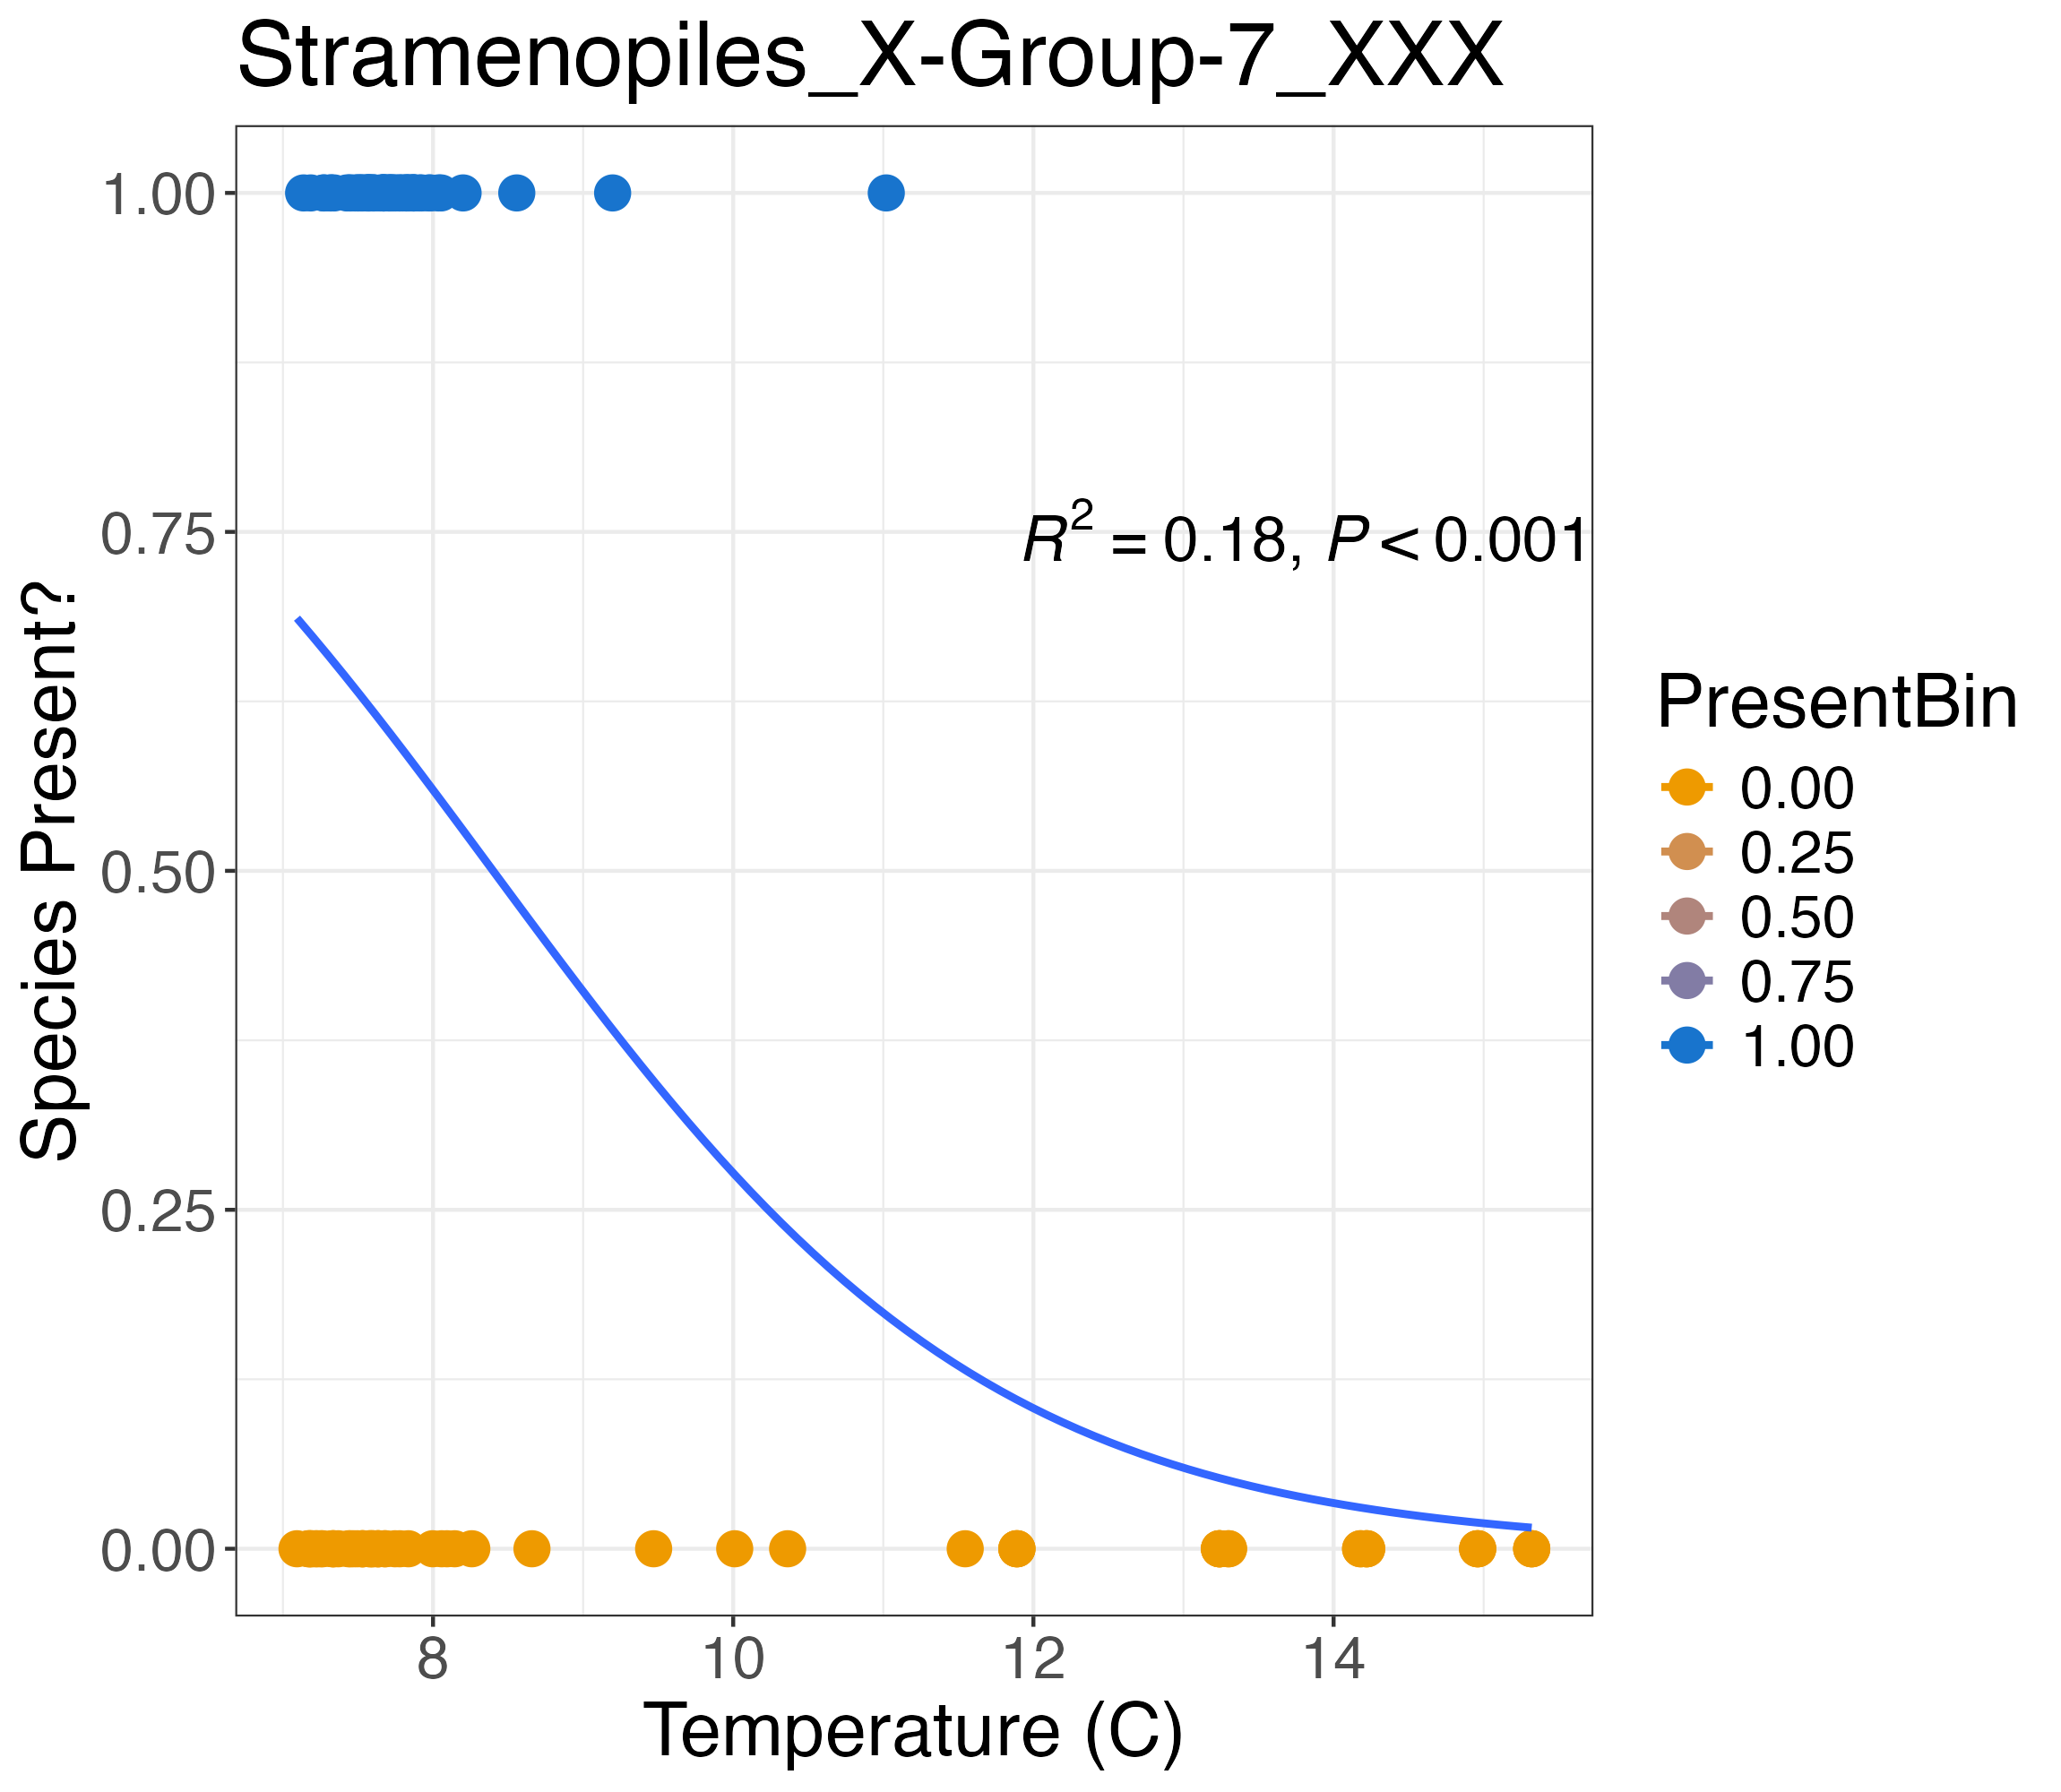 Stramenopiles_X-Group-7_XXX
1.00
0.75
0.50
0.25
0.00
Species Present?
R² = 0.18, P < 0.001
8 10 12 14
Temperature (C)
PresentBin
0.00
0.25
0.50
0.75
1.00